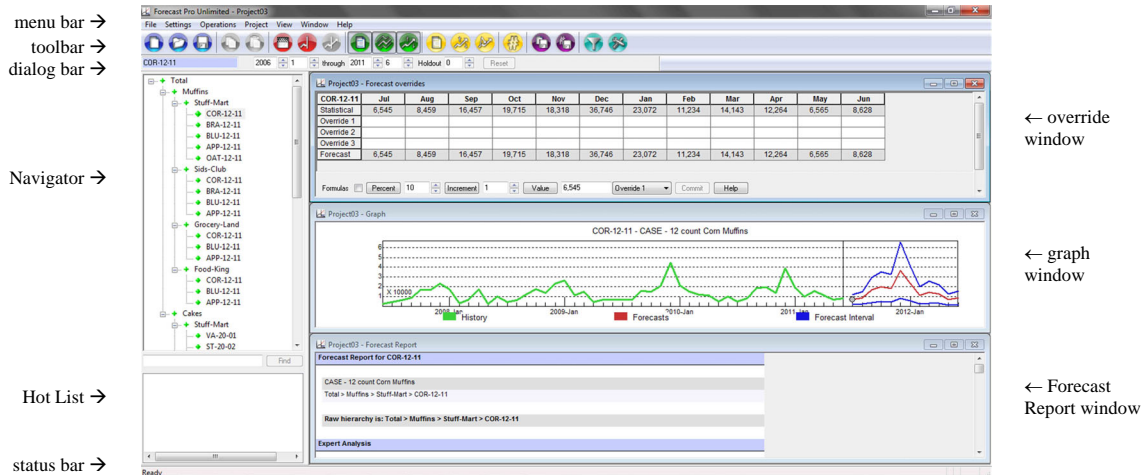 menu bar →
toolbar →
dialog bar →
Navigator →
Hot List →
status bar →
Forecast Pro Unlimited - Project03
File Settings Operations Project View Window Help
COR-12-11 2006 1 through 2011 6 Holdout 0 Reset
Total
Muffins
Stuff-Mart
COR-12-11
BRA-12-11
BLU-12-11
APP-12-11
OAT-12-11
Sids-Club
COR-12-11
BRA-12-11
BLU-12-11
APP-12-11
Grocery-Land
COR-12-11
BLU-12-11
APP-12-11
Food-King
COR-12-11
BLU-12-11
APP-12-11
Cakes
Stuff-Mart
VA-20-01
ST-20-02
Find
Ready
Project03 - Forecast overrides
COR-12-11 Jul Aug Sep Oct Nov Dec Jan Feb Mar Apr May Jun
Statistical 6,545 8,459 16,457 19,715 18,318 36,746 23,072 11,234 14,143 12,264 6,565 8,628
Override 1
Override 2
Override 3
Forecast 6,545 8,459 16,457 19,715 18,318 36,746 23,072 11,234 14,143 12,264 6,565 8,628
Formulas Percent 10 Increment 1 Value 6,545 Override 1 Commit Help
Project03 - Graph
COR-12-11 - CASE - 12 count Corn Muffins
6
5
4
3
2
1
X 10000
2008-Jan 2009-Jan 2010-Jan 2011-Jan 2012-Jan
History Forecasts Forecast Interval
Project03 - Forecast Report
Forecast Report for COR-12-11
CASE - 12 count Corn Muffins
Total > Muffins > Stuff-Mart > COR-12-11
Raw hierarchy is: Total > Muffins > Stuff-Mart > COR-12-11
Expert Analysis
← override
window
← graph
window
← Forecast
Report window